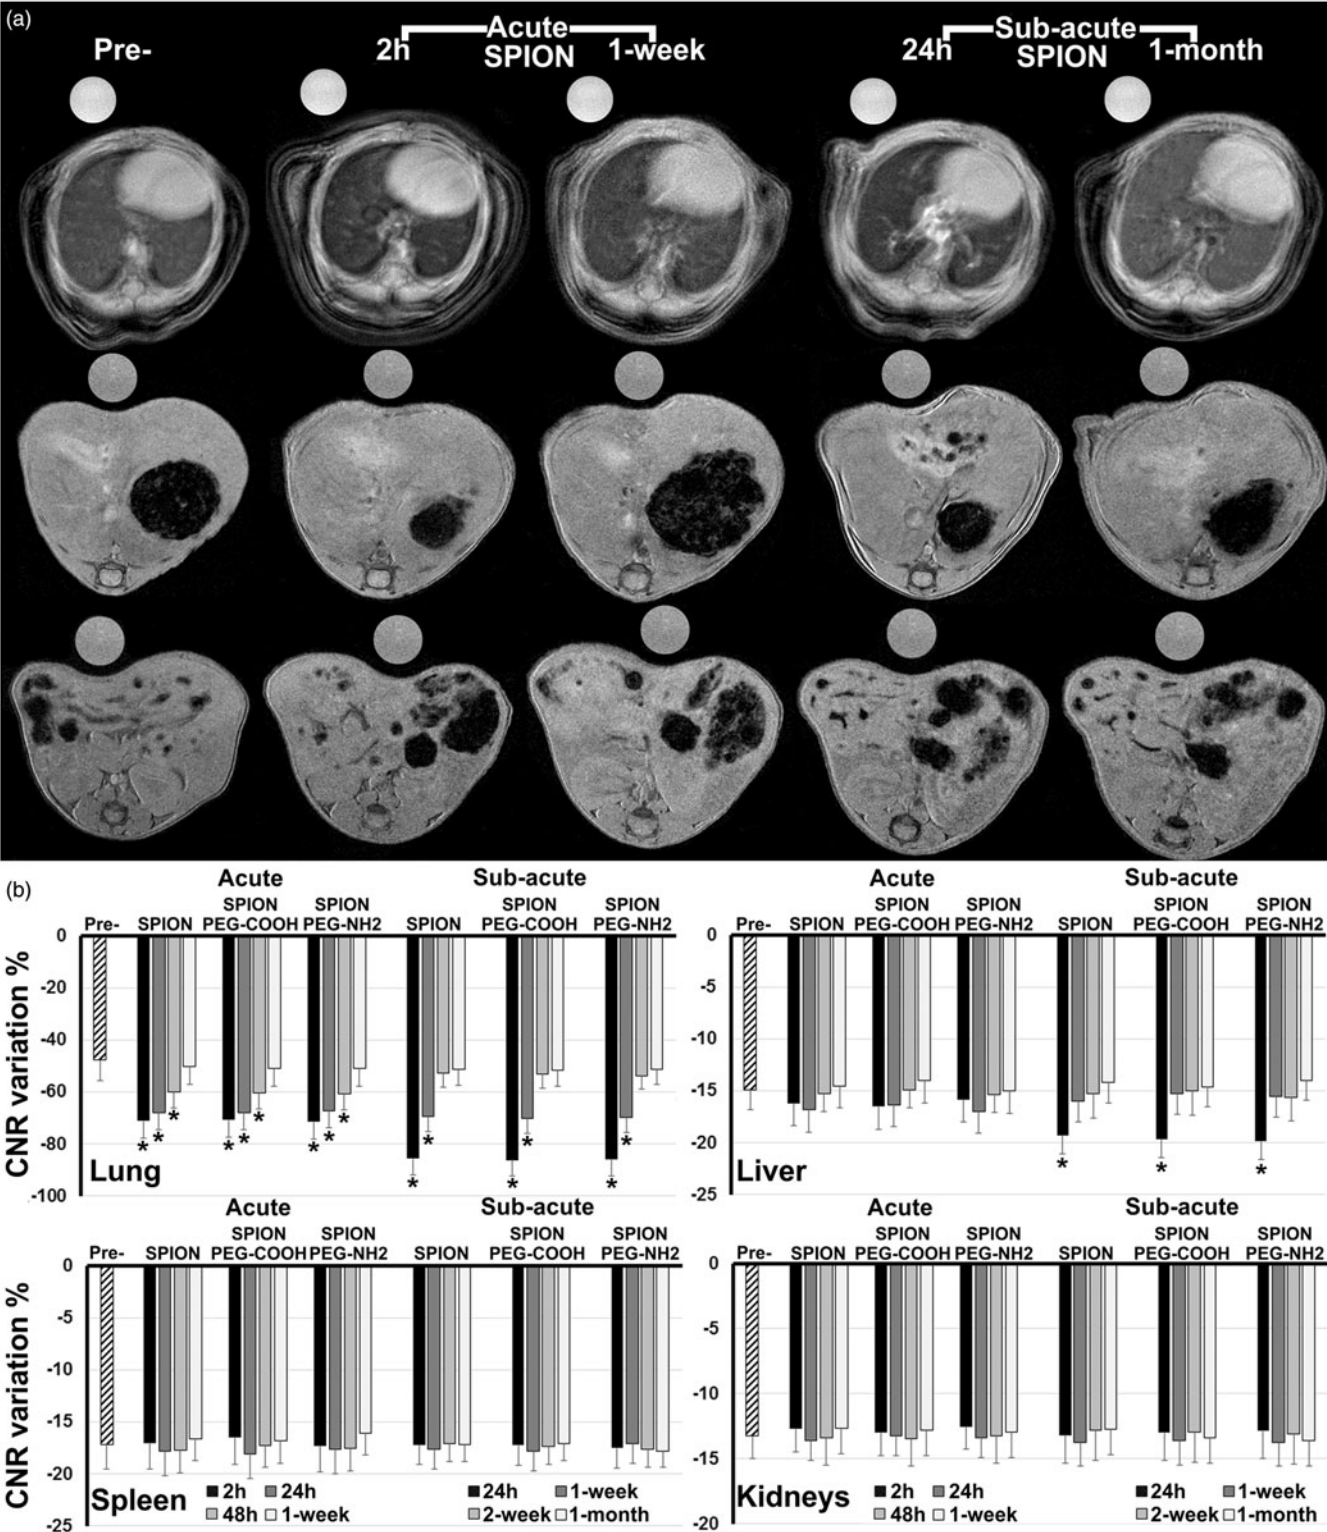 (a)
Acute
Sub-acute
Pre-
2h
SPION
1-week
24h
SPION
1-month
(b)
Acute
Sub-acute
Pre-
SPION
SPION
PEG-COOH
SPION
PEG-NH2
SPION
SPION
PEG-COOH
SPION
PEG-NH2
CNR variation %
0
-20
-40
-60
-80
-100
* * * * * * * * * * * * * * *
Lung
Acute
Sub-acute
Pre-
SPION
SPION
PEG-COOH
SPION
PEG-NH2
SPION
SPION
PEG-COOH
SPION
PEG-NH2
0
-5
-10
-15
-20
-25
* * *
Liver
Acute
Sub-acute
Pre-
SPION
SPION
PEG-COOH
SPION
PEG-NH2
SPION
SPION
PEG-COOH
SPION
PEG-NH2
CNR variation %
0
-5
-10
-15
-20
-25
Spleen
2h 24h
48h 1-week
24h 1-week
2-week 1-month
Acute
Sub-acute
Pre-
SPION
SPION
PEG-COOH
SPION
PEG-NH2
SPION
SPION
PEG-COOH
SPION
PEG-NH2
0
-5
-10
-15
-20
Kidneys
2h 24h
48h 1-week
24h 1-week
2-week 1-month